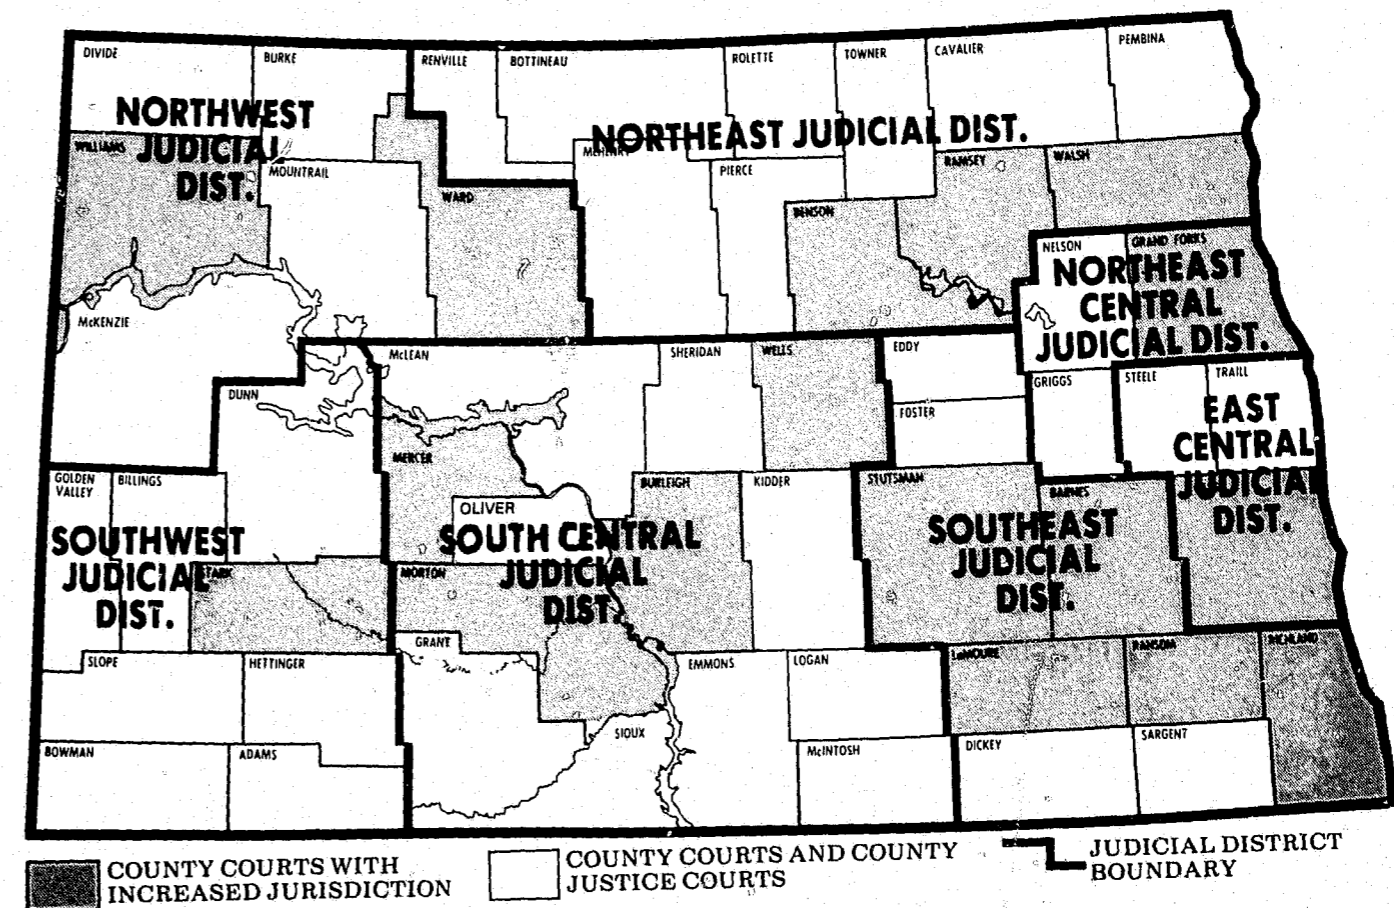 DIVIDE
BURKE
RENVILLE
BOTTINEAU
ROLETTE
TOWNER
CAVALIER
PEMBINA
NORTHWEST
JUDICIAL
DIST.
NORTHEAST JUDICIAL DIST.
WILLIAMS
MOUNTRAIL
WARD
McHENRY
PIERCE
BENSON
RAMSEY
WALSH
NELSON
GRAND FORKS
NORTHEAST
CENTRAL
JUDICIAL DIST.
McKENZIE
McLEAN
SHERIDAN
WELLS
EDDY
FOSTER
GRIGGS
STEELE
TRAILL
DUNN
EAST
CENTRAL
JUDICIAL
DIST.
MERCER
OLIVER
BURLEIGH
KIDDER
STUTSMAN
BARNES
GOLDEN
VALLEY
BILLINGS
SOUTHWEST
JUDICIAL
DIST.
STARK
SOUTH CENTRAL
JUDICIAL
DIST.
MORTON
SOUTHEAST
JUDICIAL
DIST.
GRANT
SLOPE
HETTINGER
EMMONS
LOGAN
LaMOURE
RANSOM
RICHLAND
BOWMAN
ADAMS
SIOUX
McINTOSH
DICKEY
SARGENT
COUNTY COURTS WITH
INCREASED JURISDICTION
COUNTY COURTS AND COUNTY
JUSTICE COURTS
JUDICIAL DISTRICT
BOUNDARY